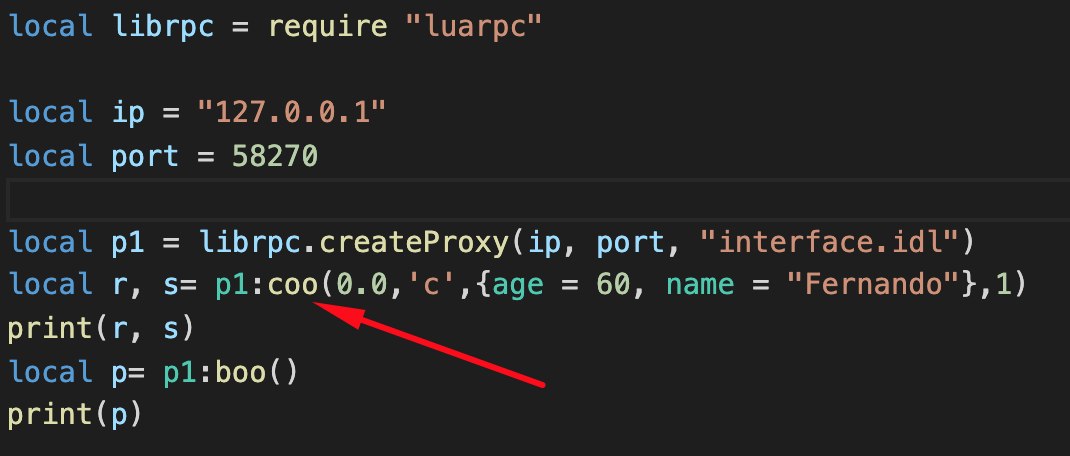 local librpc = require "luarpc"
local ip = "127.0.0.1"
local port = 58270
local p1 = librpc.createProxy(ip, port, "interface.idl")
local r, s= p1:coo(0.0,'c',{age = 60, name = "Fernando"},1)
print(r, s)
local p= p1:boo()
print(p)